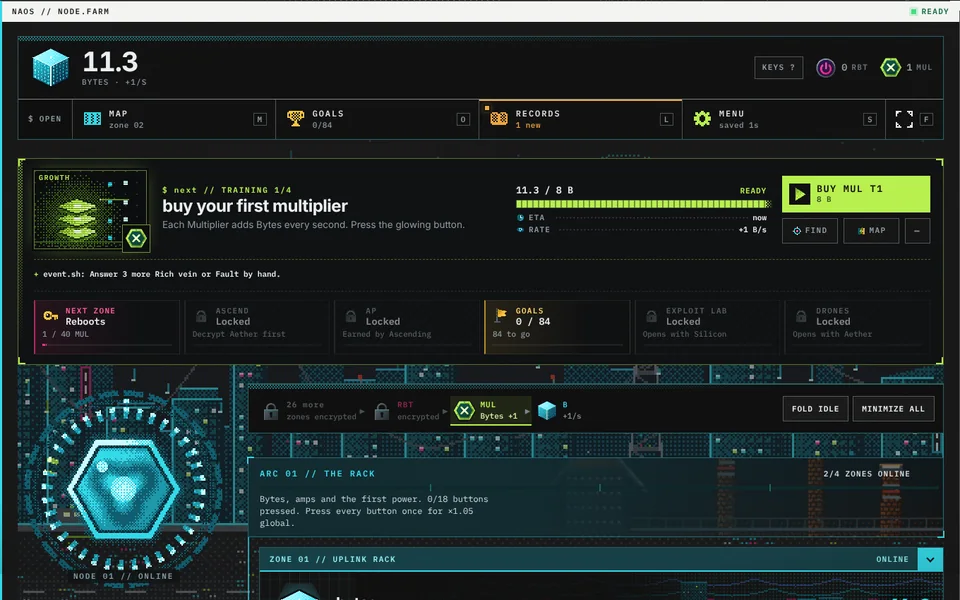 NAOS // NODE.FARM
READY
11.3
BYTES · +1/S
KEYS ?
0 RBT
1 MUL
$ OPEN
MAP
zone 02
M
GOALS
0/84
O
RECORDS
1 new
L
MENU
saved 1s
S
F
GROWTH
$ next // TRAINING 1/4
buy your first multiplier
Each Multiplier adds Bytes every second. Press the glowing button.
11.3 / 8 B
READY
ETA
now
RATE
+1 B/s
BUY MUL T1
8 B
FIND
MAP
—
+ event.sh: Answer 3 more Rich vein or Fault by hand.
NEXT ZONE
Reboots
1 / 40 MUL
ASCEND
Locked
Decrypt Aether first
AP
Locked
Earned by Ascending
GOALS
0 / 84
84 to go
EXPLOIT LAB
Locked
Opens with Silicon
DRONES
Locked
Opens with Aether
26 more
zones encrypted
RBT
encrypted
MUL
Bytes +1
B
+1/s
FOLD IDLE
MINIMIZE ALL
ARC 01 // THE RACK
2/4 ZONES ONLINE
Bytes, amps and the first power. 0/18 buttons
pressed. Press every button once for ×1.05
global.
NODE 01 // ONLINE
ZONE 01 // UPLINK RACK
ONLINE